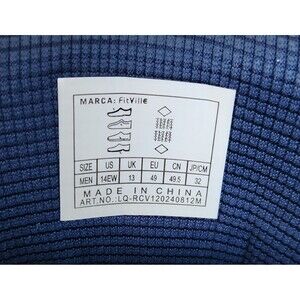 MARCA: FitVille
SIZE US UK EU CN JP/CM
MEN 14EW 13 49 49.5 32
MADE IN CHINA
ART.NO.:LQ-RCV120240812M